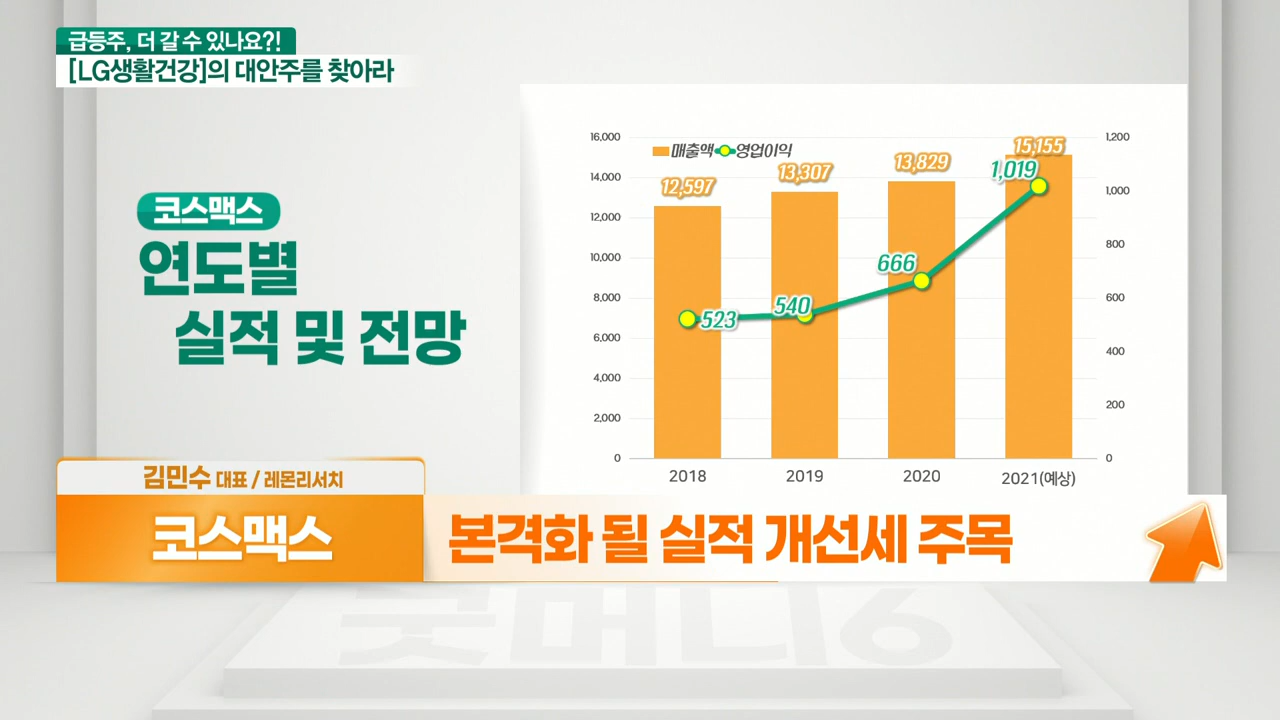 급등주, 더 갈 수 있나요?!
[LG생활건강]의 대안주를 찾아라
코스맥스
연도별
실적 및 전망
매출액 영업이익
16,000
14,000
12,000
10,000
8,000
6,000
4,000
2,000
0
1,200
1,000
800
600
400
200
0
12,597
13,307
13,829
15,155
523
540
666
1,019
2018 2019 2020 2021(예상)
김민수 대표 / 레몬리서치
코스맥스
본격화 될 실적 개선세 주목
굿머니6